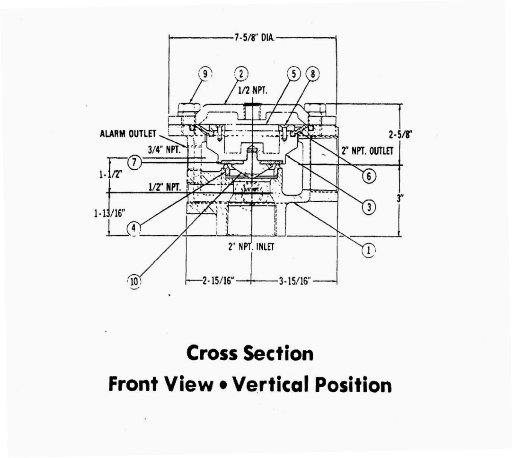 7-5/8" DIA.
9 2 5 8
1/2 NPT.
ALARM OUTLET
2-5/8"
3/4" NPT.
2" NPT. OUTLET
7
1-1/2"
6
1/2" NPT.
3"
3
1-13/16"
4
2" NPT. INLET
1
10
2-15/16" 3-15/16"
Cross Section
Front View • Vertical Position